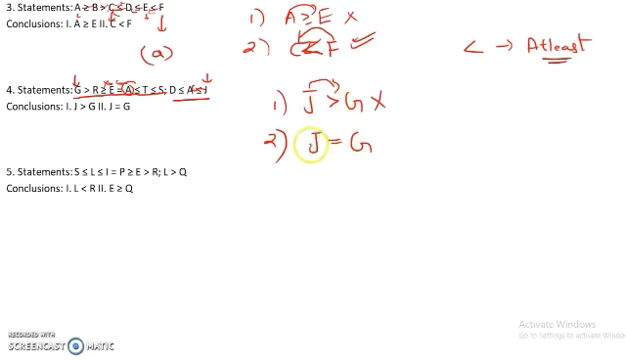 3. Statements: A ≥ B > C ≤ D ≤ E ≤ F
Conclusions: I. A ≥ E II. C < F
(a)
1) A ≥ E X
2) C < F ✓
< → Atleast
4. Statements: G > R ≥ E = A ≤ T ≤ S; D ≤ A ≤ J
Conclusions: I. J > G II. J = G
1) J > G X
2) J = G
5. Statements: S ≤ L ≤ I = P ≥ E > R; L > Q
Conclusions: I. L < R II. E ≥ Q
Activate Windows
Go to Settings to activate Window
RECORDED WITH
SCREENCAST MATIC